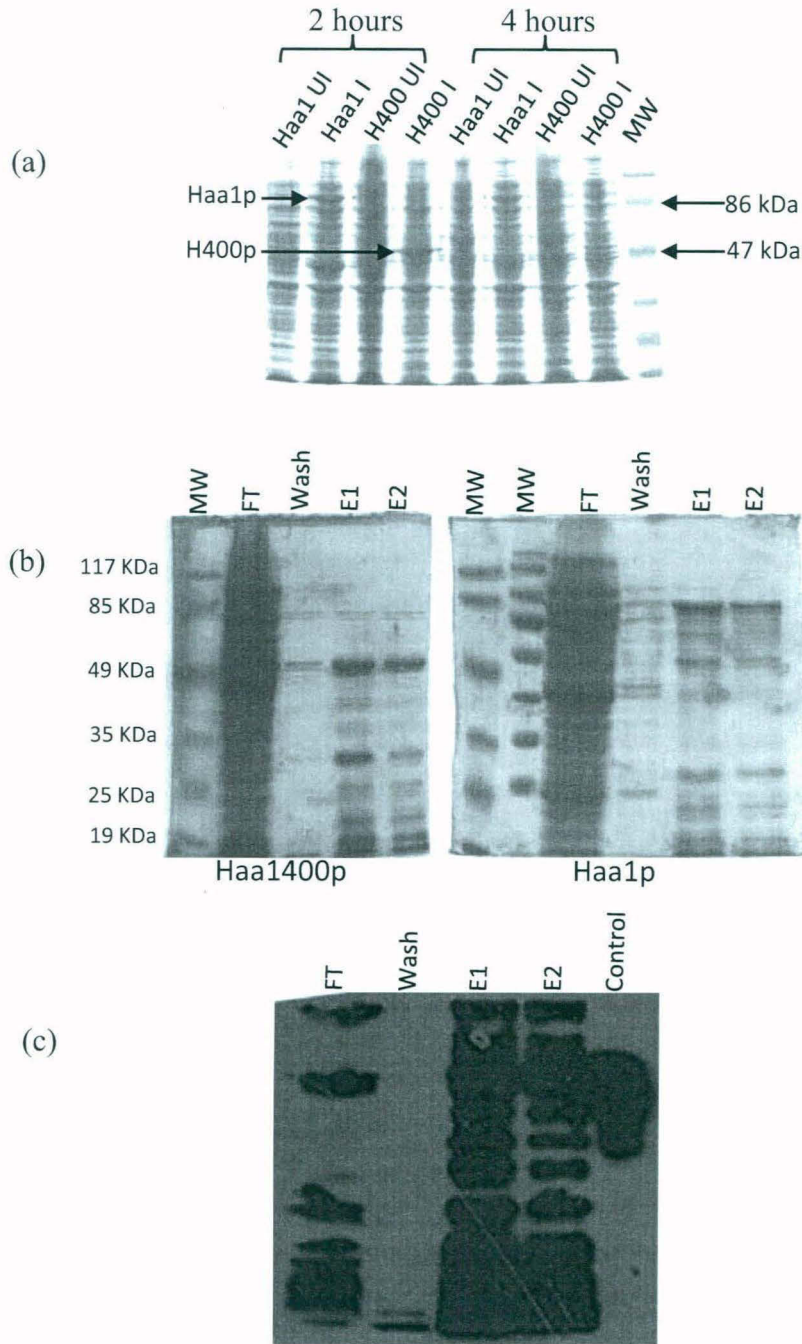 2 hours
4 hours
Haa1 UI
Haa1 I
H400 UI
H400 I
Haa1 UI
Haa1 I
H400 UI
H400 I
MW
(a)
Haa1p
86 kDa
H400p
47 kDa
MW
FT
Wash
E1
E2
MW
MW
FT
Wash
E1
E2
(b)
117 KDa
85 KDa
49 KDa
35 KDa
25 KDa
19 KDa
Haa1400p
Haa1p
FT
Wash
E1
E2
Control
(c)